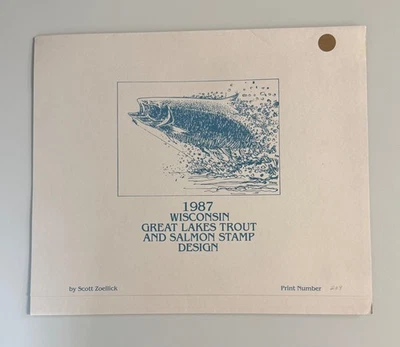 1987
WISCONSIN
GREAT LAKES TROUT
AND SALMON STAMP
DESIGN
by Scott Zoellick
Print Number